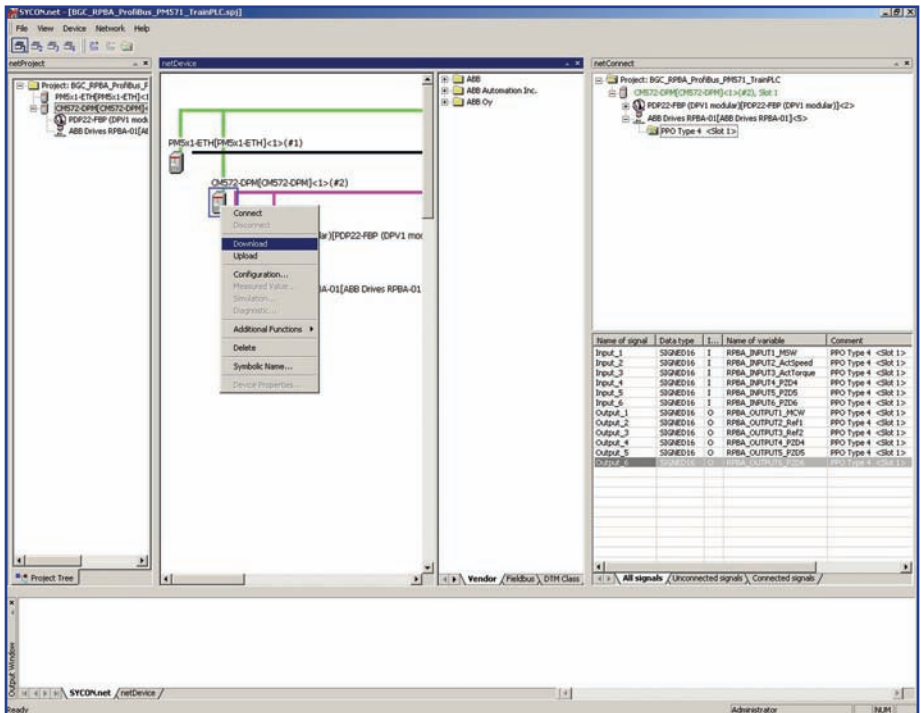 SYCON.net - [BGC_RPBA_ProfiBus_PM571_TrainPLC.spj]
File View Device Network Help
netProject
Project: BGC_RPBA_ProfiBus_P
PM5x1-ETH[PM5x1-ETH]<1
CM572-DPM[CM572-DPM]<
PDP22-FBP (DPV1 modu
ABB Drives RPBA-01[AB
Project Tree
netDevice
PM5x1-ETH[PM5x1-ETH]<1>(#1)
CM572-DPM[CM572-DPM]<1>(#2)
lar)[PDP22-FBP (DPV1 mod
BA-01[ABB Drives RPBA-01
Connect
Disconnect
Download
Upload
Configuration...
Measured Value...
Simulation...
Diagnostic...
Additional Functions
Delete
Symbolic Name...
Device Properties...
ABB
ABB Automation Inc.
ABB Oy
Vendor Fieldbus DTM Class
netConnect
Project: BGC_RPBA_ProfiBus_PM571_TrainPLC
CM572-DPM[CM572-DPM]<1>(#2), Slot 1
PDP22-FBP (DPV1 modular)[PDP22-FBP (DPV1 modular)]<2>
ABB Drives RPBA-01[ABB Drives RPBA-01]<5>
PPO Type 4 <Slot 1>
Name of signal Data type I... Name of variable Comment
Input_1 SIGNED16 I RPBA_INPUT1_MSW PPO Type 4 <Slot 1>
Input_2 SIGNED16 I RPBA_INPUT2_ActSpeed PPO Type 4 <Slot 1>
Input_3 SIGNED16 I RPBA_INPUT3_ActTorque PPO Type 4 <Slot 1>
Input_4 SIGNED16 I RPBA_INPUT4_PZD4 PPO Type 4 <Slot 1>
Input_5 SIGNED16 I RPBA_INPUT5_PZD5 PPO Type 4 <Slot 1>
Input_6 SIGNED16 I RPBA_INPUT6_PZD6 PPO Type 4 <Slot 1>
Output_1 SIGNED16 O RPBA_OUTPUT1_MCW PPO Type 4 <Slot 1>
Output_2 SIGNED16 O RPBA_OUTPUT2_Ref1 PPO Type 4 <Slot 1>
Output_3 SIGNED16 O RPBA_OUTPUT3_Ref2 PPO Type 4 <Slot 1>
Output_4 SIGNED16 O RPBA_OUTPUT4_PZD4 PPO Type 4 <Slot 1>
Output_5 SIGNED16 O RPBA_OUTPUT5_PZD5 PPO Type 4 <Slot 1>
Output_6 SIGNED16 O RPBA_OUTPUT6_PZD6 PPO Type 4 <Slot 1>
All signals Unconnected signals Connected signals
Output Window
SYCON.net netDevice
Ready Administrator NUM